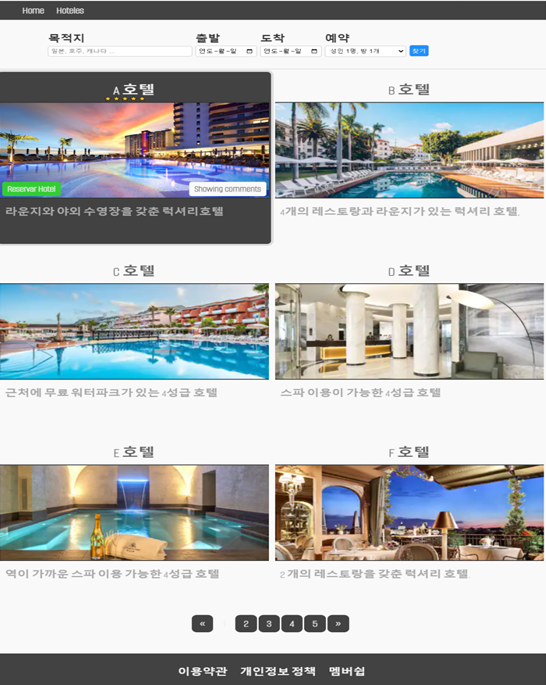 Home Hoteles
목적지 출발 도착 예약
일본, 호주, 캐나다 ... 연도-월-일 연도-월-일 성인 1명, 방 1개 찾기
A 호텔 B 호텔
Reservar Hotel Showing comments
라운지와 야외 수영장을 갖춘 럭셔리호텔 4개의 레스토랑과 라운지가 있는 럭셔리 호텔.
C 호텔 D 호텔
근처에 무료 워터파크가 있는 4성급 호텔 스파 이용이 가능한 4성급 호텔
E 호텔 F 호텔
역이 가까운 스파 이용 가능한 4성급 호텔 2 개의 레스토랑을 갖춘 럭셔리 호텔
« 2 3 4 5 »
이용약관 개인정보 정책 멤버쉽